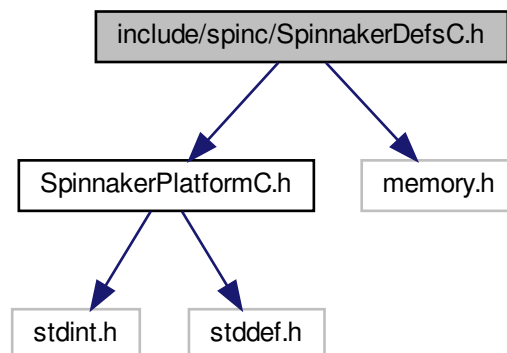 include/spinc/SpinnakerDefsC.h
SpinnakerPlatformC.h
memory.h
stdint.h
stddef.h